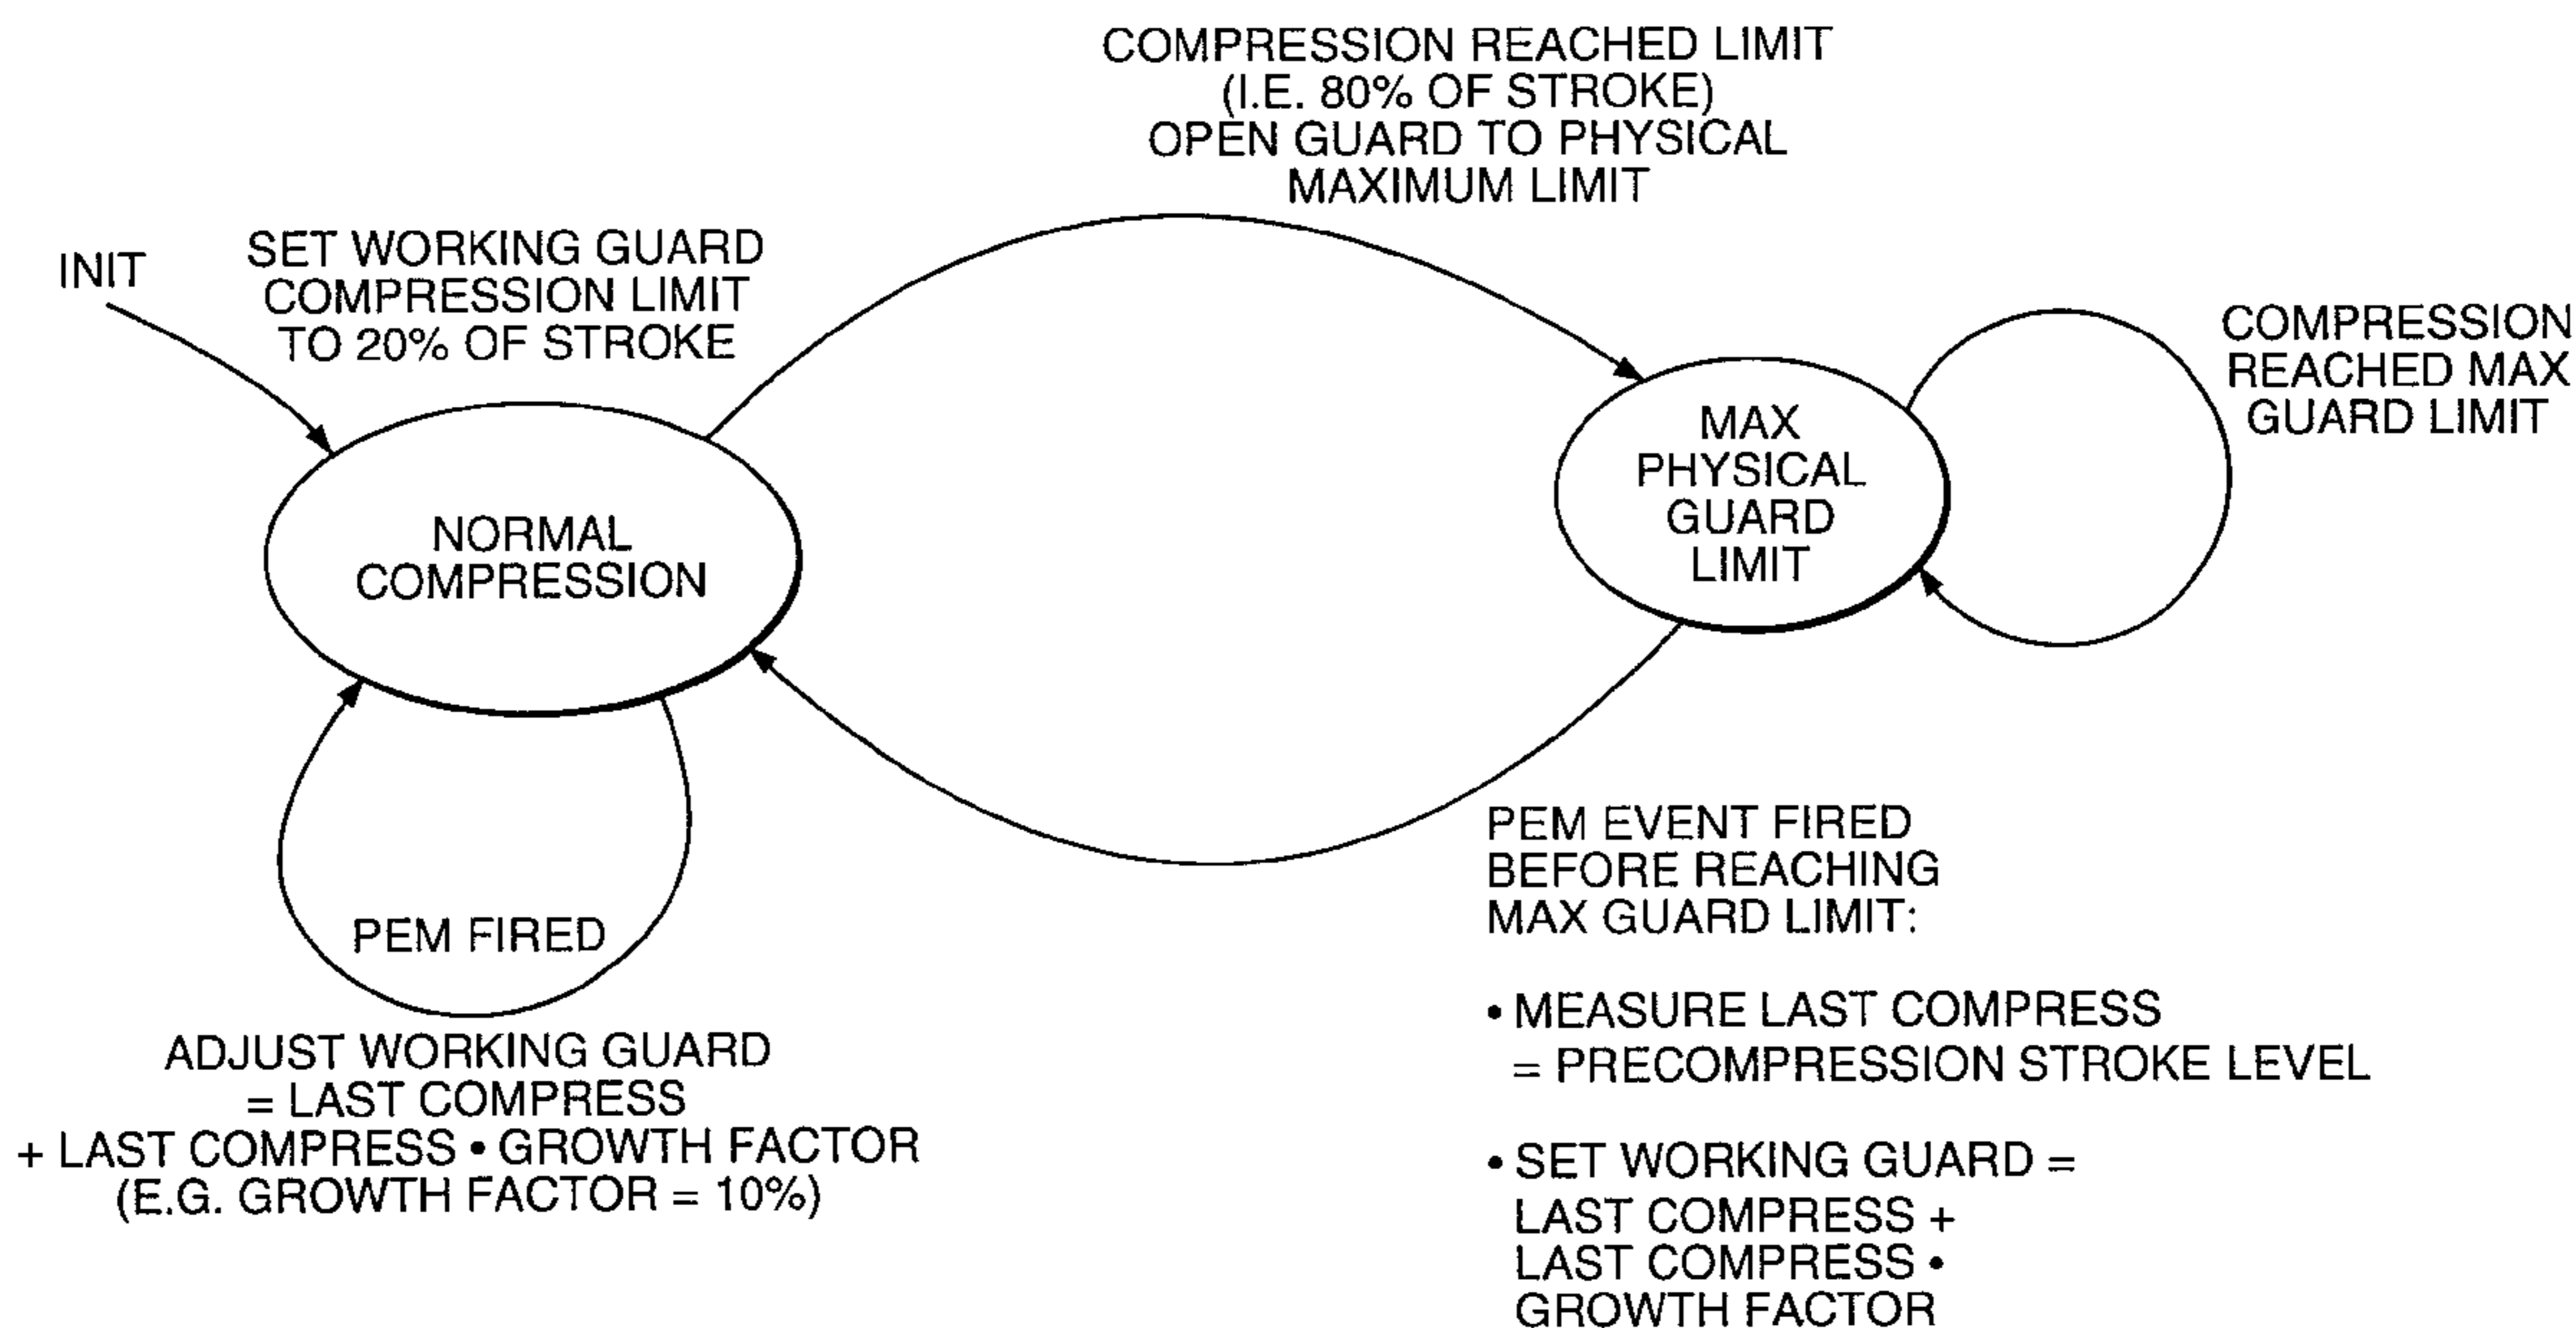 COMPRESSION REACHED LIMIT
(I.E. 80% OF STROKE)
OPEN GUARD TO PHYSICAL
MAXIMUM LIMIT
INIT
SET WORKING GUARD
COMPRESSION LIMIT
TO 20% OF STROKE
COMPRESSION
REACHED MAX
GUARD LIMIT
MAX
PHYSICAL
GUARD
LIMIT
NORMAL
COMPRESSION
PEM FIRED
ADJUST WORKING GUARD
= LAST COMPRESS
+ LAST COMPRESS • GROWTH FACTOR
(E.G. GROWTH FACTOR = 10%)
PEM EVENT FIRED
BEFORE REACHING
MAX GUARD LIMIT:
• MEASURE LAST COMPRESS
= PRECOMPRESSION STROKE LEVEL
• SET WORKING GUARD =
LAST COMPRESS +
LAST COMPRESS •
GROWTH FACTOR